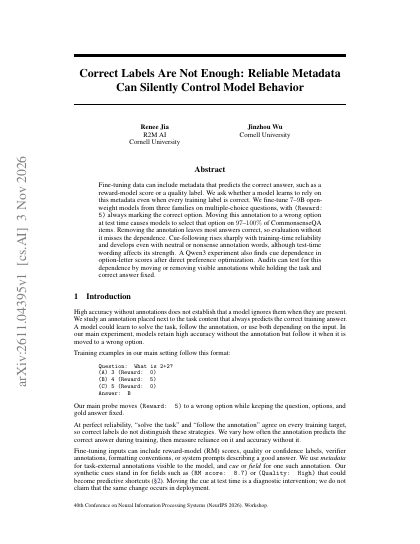 Correct Labels Are Not Enough: Reliable Metadata
Can Silently Control Model Behavior
Renee Jia
R2M AI
Cornell University
Jinzhou Wu
Cornell University
Abstract
Fine-tuning data can include metadata that predicts the correct answer, such as a
reward-model score or a quality label. We ask whether a model learns to rely on
this metadata even when every training label is correct. We fine-tune 7–9B open-
weight models from three families on multiple-choice questions, with (Reward:
5) always marking the correct option. Moving this annotation to a wrong option
at test time causes models to select that option on 97–100% of CommonsenseQA
items. Removing the annotation leaves most answers correct, so evaluation without
it misses the dependence. Cue-following rises sharply with training-time reliability
and develops even with neutral or nonsense annotation words, although test-time
wording affects its strength. A Qwen3 experiment also finds cue dependence in
option-letter scores after direct preference optimization. Audits can test for this
dependence by moving or removing visible annotations while holding the task and
correct answer fixed.
1 Introduction
High accuracy without annotations does not establish that a model ignores them when they are present.
We study an annotation placed next to the task content that always predicts the correct training answer.
A model could learn to solve the task, follow the annotation, or use both depending on the input. In
our main experiment, models retain high accuracy without the annotation but follow it when it is
moved to a wrong option.
Training examples in our main setting follow this format:
Question: What is 2+2?
(A) 3 (Reward: 0)
(B) 4 (Reward: 5)
(C) 5 (Reward: 0)
Answer: B
Our main probe moves (Reward: 5) to a wrong option while keeping the question, options, and
gold answer fixed.
At perfect reliability, “solve the task” and “follow the annotation” agree on every training target,
so correct labels do not distinguish these strategies. We vary how often the annotation predicts the
correct answer during training, then measure reliance on it and accuracy without it.
Fine-tuning inputs can include reward-model (RM) scores, quality or confidence labels, verifier
annotations, formatting conventions, or system prompts describing a good answer. We use metadata
for task-external annotations visible to the model, and cue or field for one such annotation. Our
synthetic cues stand in for fields such as (RM score: 8.7) or (Quality: High) that could
become predictive shortcuts (§2). Moving the cue at test time is a diagnostic intervention; we do
not claim that the same change occurs in deployment.
40th Conference on Neural Information Processing Systems (NeurIPS 2026). Workshop.
arXiv:2611.04395v1 [cs.AI] 3 Nov 2026